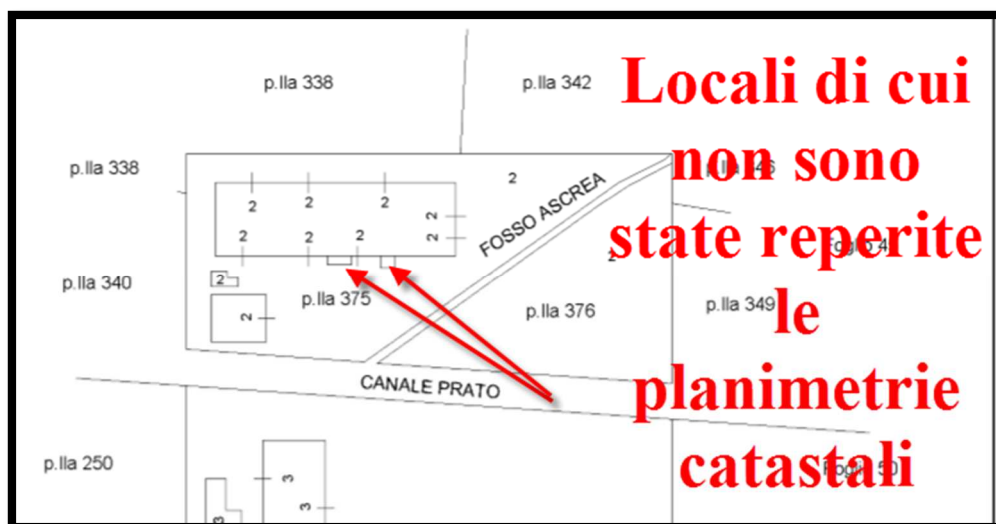 p.lla 338
p.lla 342
Locali di cui
non sono
state reperite
le
planimetrie
catastali
p.lla 338
2
FOSSO ASCREA
2
2
2
2
2
2
2
2
2
p.lla 340
2
2
p.lla 375
p.lla 376
p.lla 349
CANALE PRATO
p.lla 250
3
3
3